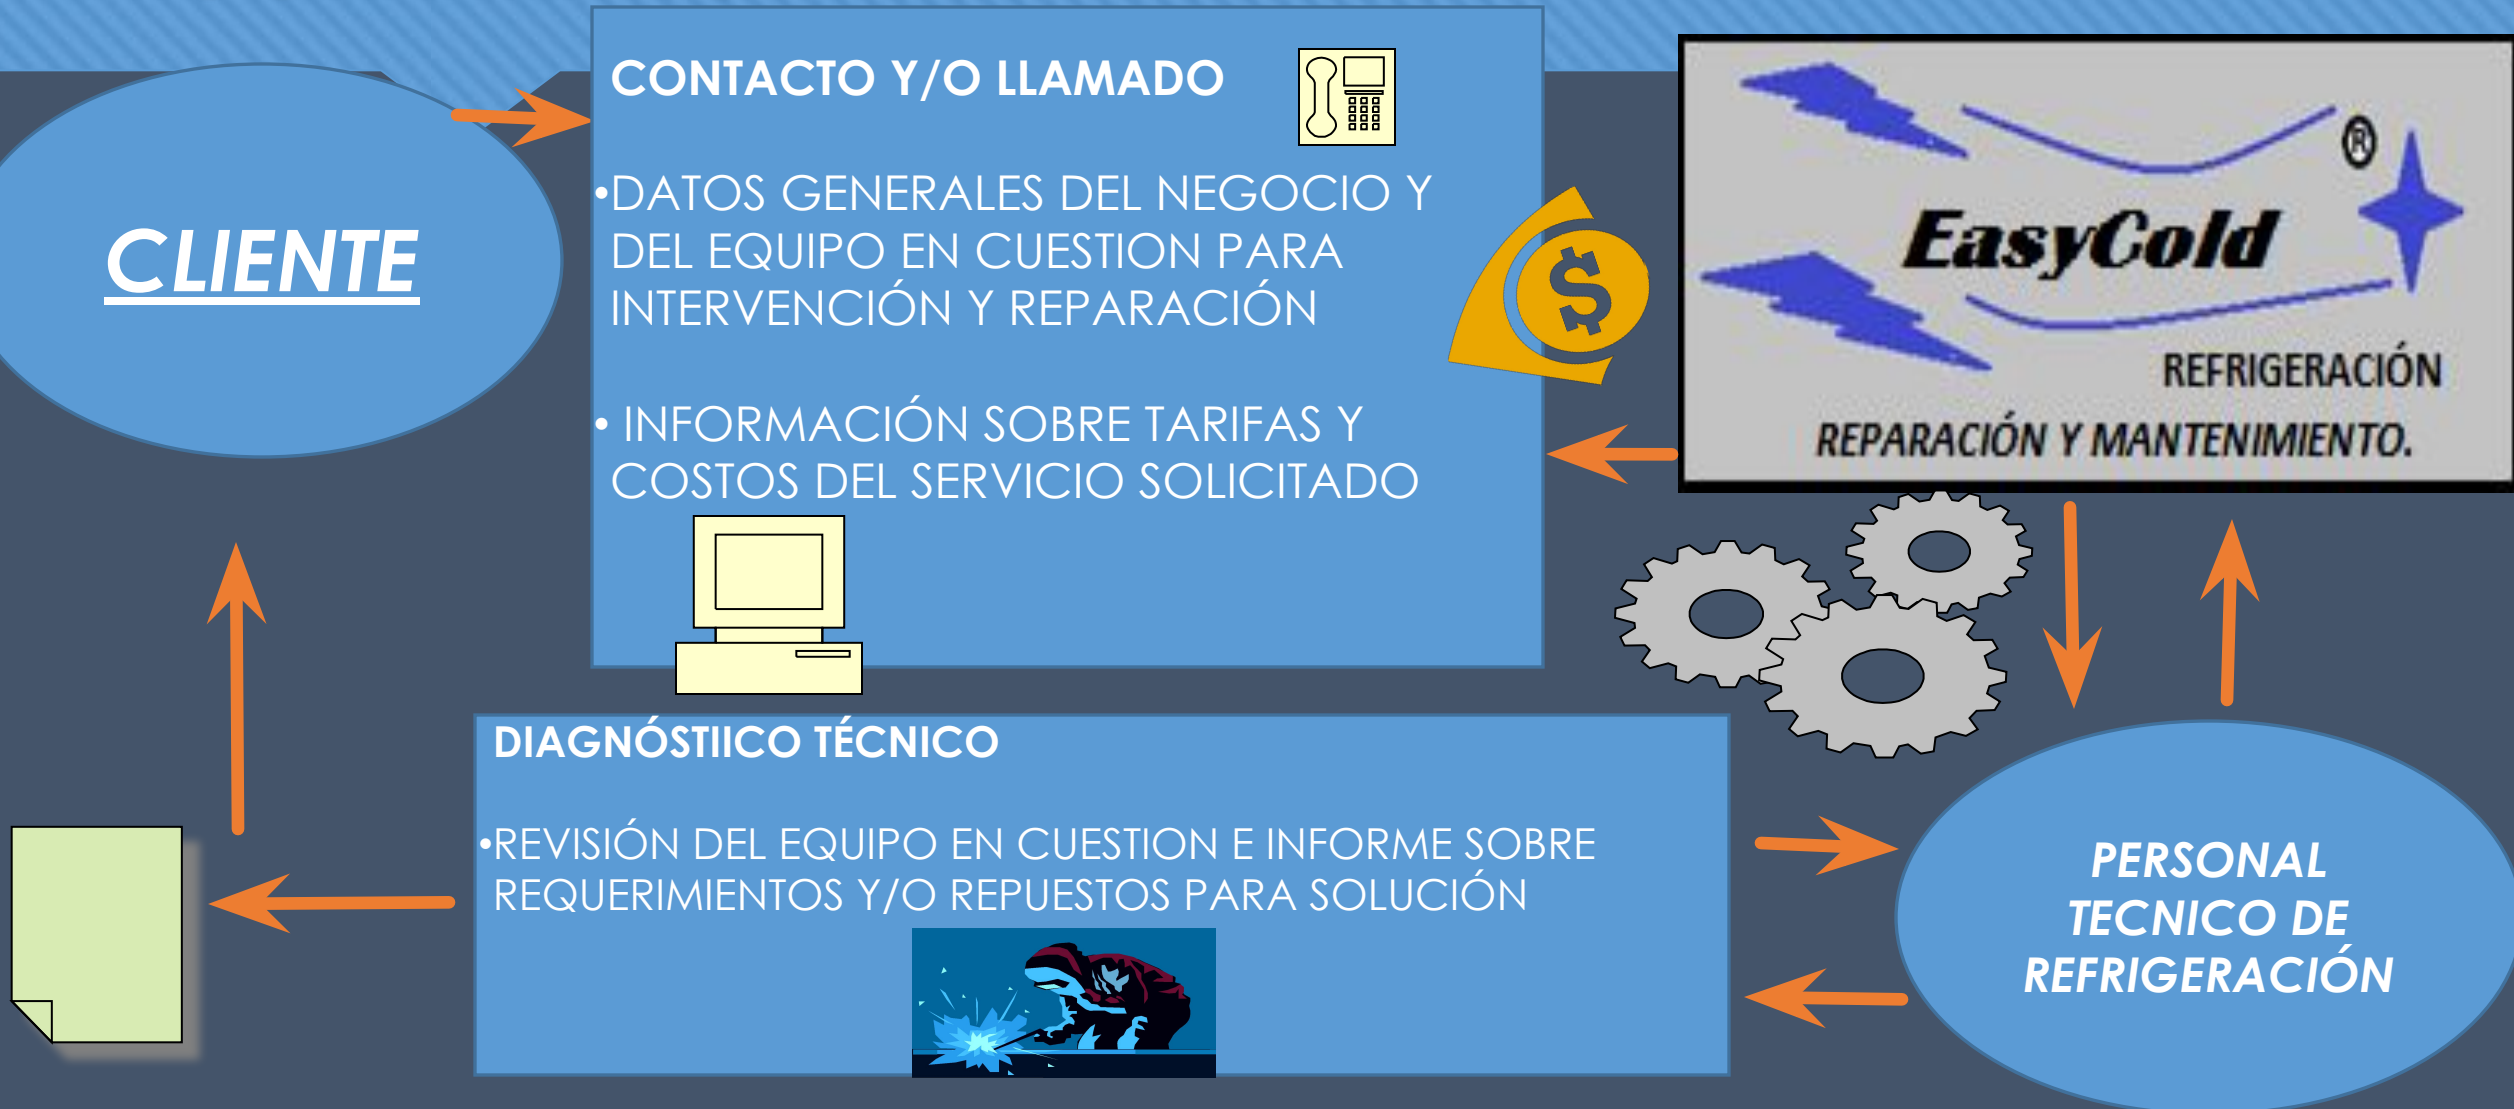 CLIENTE
CONTACTO Y/O LLAMADO
•DATOS GENERALES DEL NEGOCIO Y
DEL EQUIPO EN CUESTION PARA
INTERVENCIÓN Y REPARACIÓN
• INFORMACIÓN SOBRE TARIFAS Y
COSTOS DEL SERVICIO SOLICITADO
$
®
EasyCold
REFRIGERACIÓN
REPARACIÓN Y MANTENIMIENTO.
DIAGNÓSTIICO TÉCNICO
•REVISIÓN DEL EQUIPO EN CUESTION E INFORME SOBRE
REQUERIMIENTOS Y/O REPUESTOS PARA SOLUCIÓN
PERSONAL
TECNICO DE
REFRIGERACIÓN